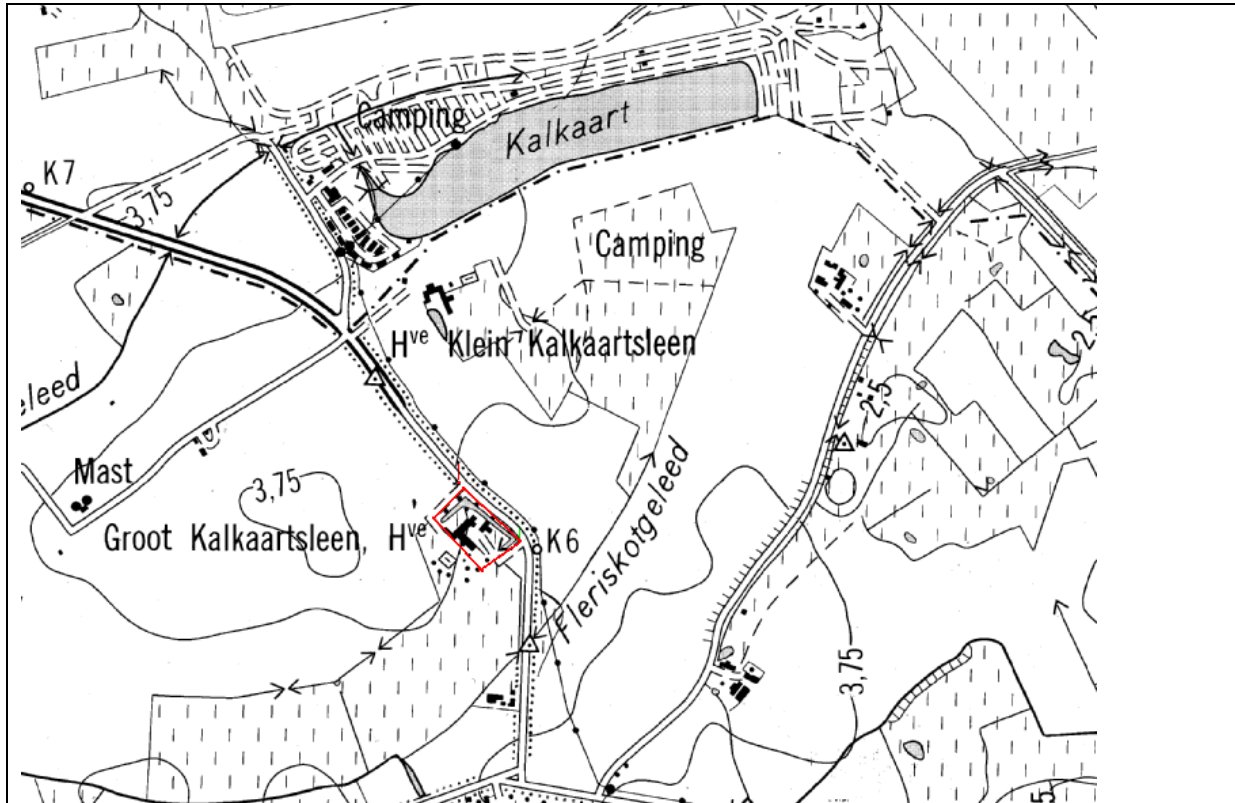 Camping
Kalkaart
K7
3,75
Camping
Hve Klein Kalkaartsleen
eleed
2,5
Mast
3,75
Groot Kalkaartsleen, Hve
K6
Fleriskotgeleed
3,75